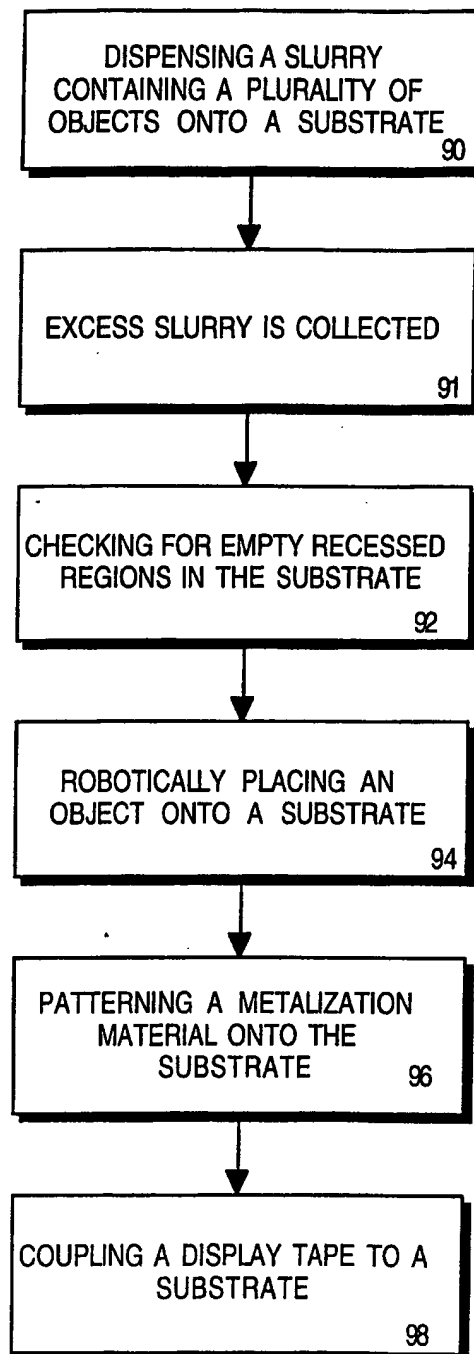 DISPENSING A SLURRY
CONTAINING A PLURALITY OF
OBJECTS ONTO A SUBSTRATE
90
EXCESS SLURRY IS COLLECTED
91
CHECKING FOR EMPTY RECESSED
REGIONS IN THE SUBSTRATE
92
ROBOTICALLY PLACING AN
OBJECT ONTO A SUBSTRATE
94
PATTERNING A METALIZATION
MATERIAL ONTO THE
SUBSTRATE 96
COUPLING A DISPLAY TAPE TO A
SUBSTRATE
98